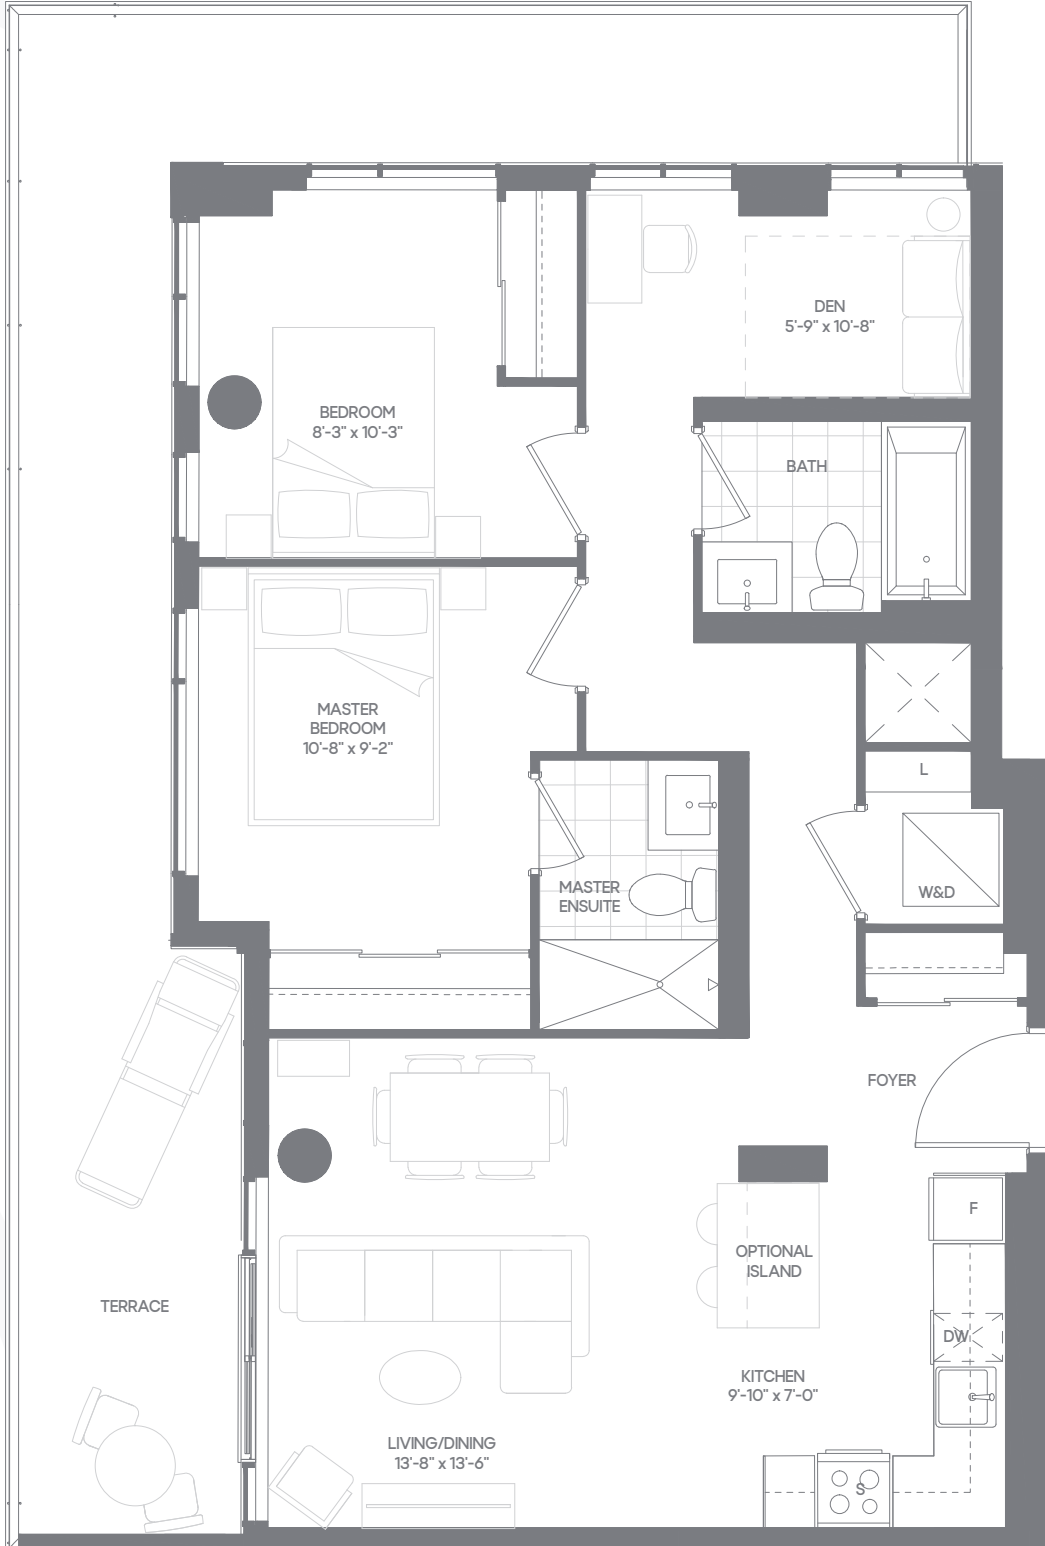 DEN
5'-9" x 10'-8"
BEDROOM
8'-3" x 10'-3"
BATH
MASTER
BEDROOM
10'-8" x 9'-2"
L
W&D
MASTER
ENSUITE
FOYER
F
OPTIONAL
ISLAND
TERRACE
DW
KITCHEN
9'-10" x 7'-0"
LIVING/DINING
13'-8" x 13'-6"
S